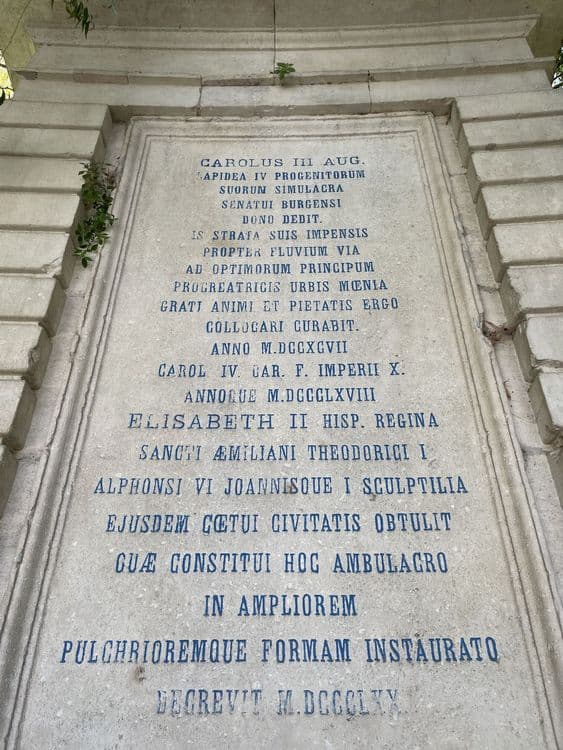 CAROLUS III AUG.
LAPIDEA IV PROGENITORUM
SUORUM SIMULACRA
SENATUI BURGENSI
DONO DEDIT.
IS STRATA SUIS IMPENSIS
PROPTER FLUVIUM VIA
AD OPTIMORUM PRINCIPUM
PROCREATRICIS URBIS MŒNIA
GRATI ANIMI ET PIETATIS ERGO
COLLOCARI CURABIT.
ANNO M.DCCXCVII
CAROL IV. CAR. F. IMPERII X.
ANNOQUE M.DCCCLXVIII
ELISABETH II HISP. REGINA
SANCTI ÆMILIANI THEODORICI I
ALPHONSI VI JOANNISQUE I SCULPTILIA
EJUSDEM CŒTUI CIVITATIS OBTULIT
QUÆ CONSTITUI HOC AMBULACRO
IN AMPLIOREM
PULCHRIOREMQUE FORMAM INSTAURATO
DECREVIT M.DCCCLXX.